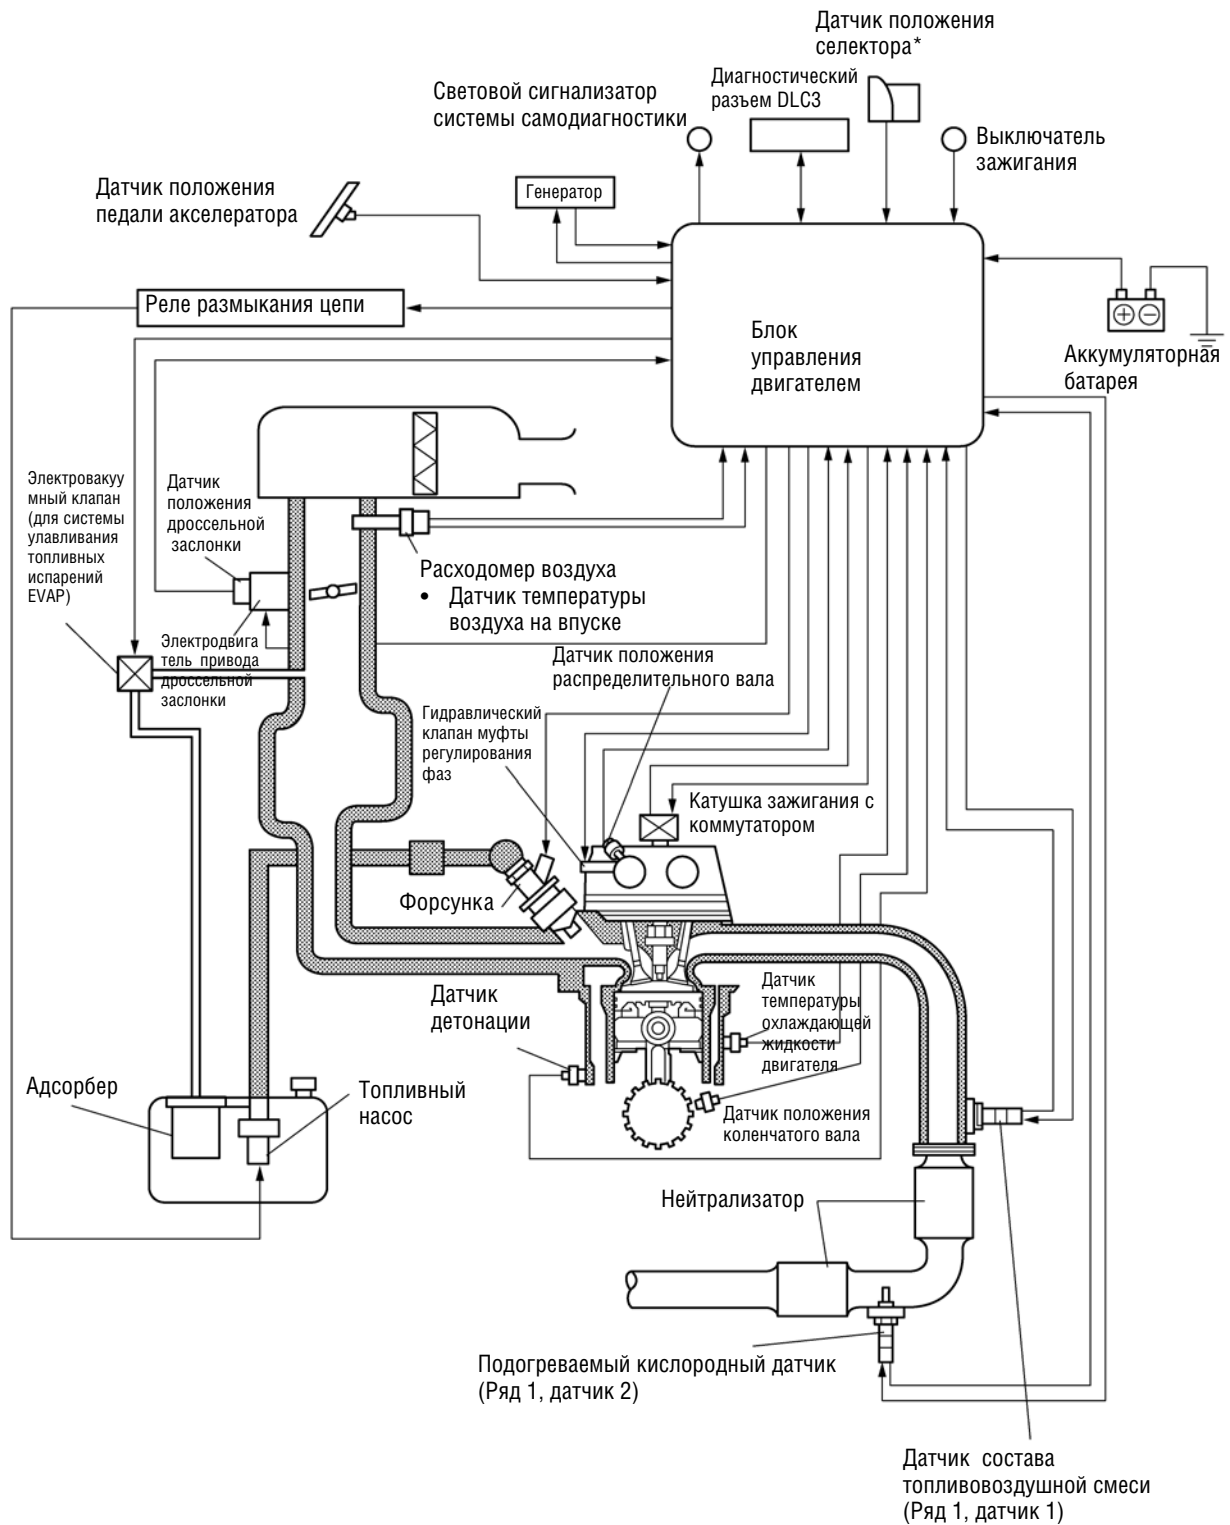 Датчик положения
селектора*
Диагностический
разъем DLC3
Световой сигнализатор
системы самодиагностики
Выключатель
зажигания
Датчик положения
педали акселератора
Генератор
Реле размыкания цепи
Блок
управления
двигателем
Аккумуляторная
батарея
Электровакуу
мный клапан
(для системы
улавливания
топливных
испарений
EVAP)
Датчик
положения
дроссельной
заслонки
Расходомер воздуха
• Датчик температуры
воздуха на впуске
Электродвига
тель привода
дроссельной
заслонки
Датчик положения
распределительного вала
Гидравлический
клапан муфты
регулирования
фаз
Катушка зажигания с
коммутатором
Форсунка
Датчик
детонации
Датчик
температуры
охлаждающей
жидкости
двигателя
Адсорбер
Топливный
насос
Датчик положения
коленчатого вала
Нейтрализатор
Подогреваемый кислородный датчик
(Ряд 1, датчик 2)
Датчик состава
топливовоздушной смеси
(Ряд 1, датчик 1)